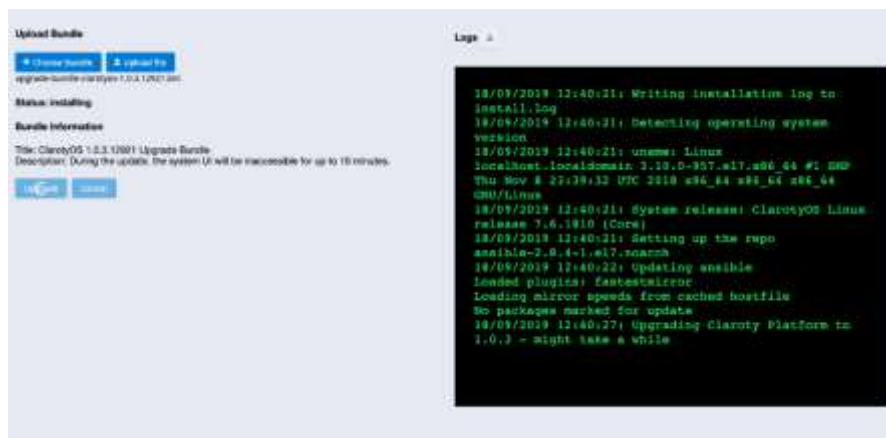 Upload Bundle
Logs
Choose bundle
Upload file
Status: installing
Bundle Information
Title: ClarotyOS 1.0.3.12921 Upgrade Bundle
Description: During the update, the system UI will be inaccessible for up to 10 minutes.
Cancel
18/09/2019 12:40:21: Writing installation log to
install.log
18/09/2019 12:40:21: Detecting operating system
version
18/09/2019 12:40:21: uname: Linux
localhost.localdomain 3.10.0-957.el7.x86_64 #1 SMP
Thu Nov 8 23:39:32 UTC 2018 x86_64 x86_64 x86_64
GNU/Linux
18/09/2019 12:40:21: System release: ClarotyOS Linux
release 7.6.1810 (Core)
18/09/2019 12:40:21: Setting up the repo
ansible-2.8.4-1.el7.noarch
18/09/2019 12:40:22: Updating ansible
Loaded plugins: fastestmirror
Loading mirror speeds from cached hostfile
No packages marked for update
18/09/2019 12:40:27: Upgrading Claroty Platform to
1.0.3 - might take a while